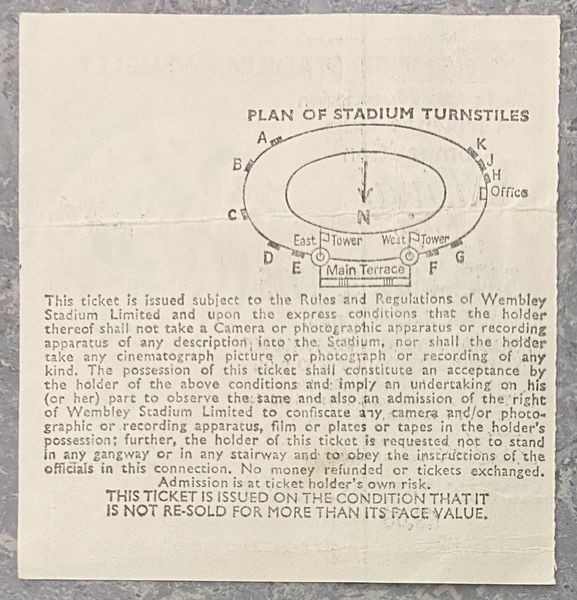 PLAN OF STADIUM TURNSTILES
A
K
B
J
H
Office
N
C
East Tower
West Tower
D
E
F
G
Main Terrace
This ticket is issued subject to the Rules and Regulations of Wembley
Stadium Limited and upon the express conditions that the holder
thereof shall not take a Camera or photographic apparatus or recording
apparatus of any description into the Stadium, nor shall the holder
take any cinematograph picture or photograph or recording of any
kind. The possession of this ticket shall constitute an acceptance by
the holder of the above conditions and imply an undertaking on his
(or her) part to observe the same and also an admission of the right
of Wembley Stadium Limited to confiscate any camera and/or photo-
graphic or recording apparatus, film or plates or tapes in the holder's
possession; further, the holder of this ticket is requested not to stand
in any gangway or in any stairway and to obey the instructions of the
officials in this connection. No money refunded or tickets exchanged.
Admission is at ticket holder's own risk.
THIS TICKET IS ISSUED ON THE CONDITION THAT IT
IS NOT RE-SOLD FOR MORE THAN ITS FACE VALUE.